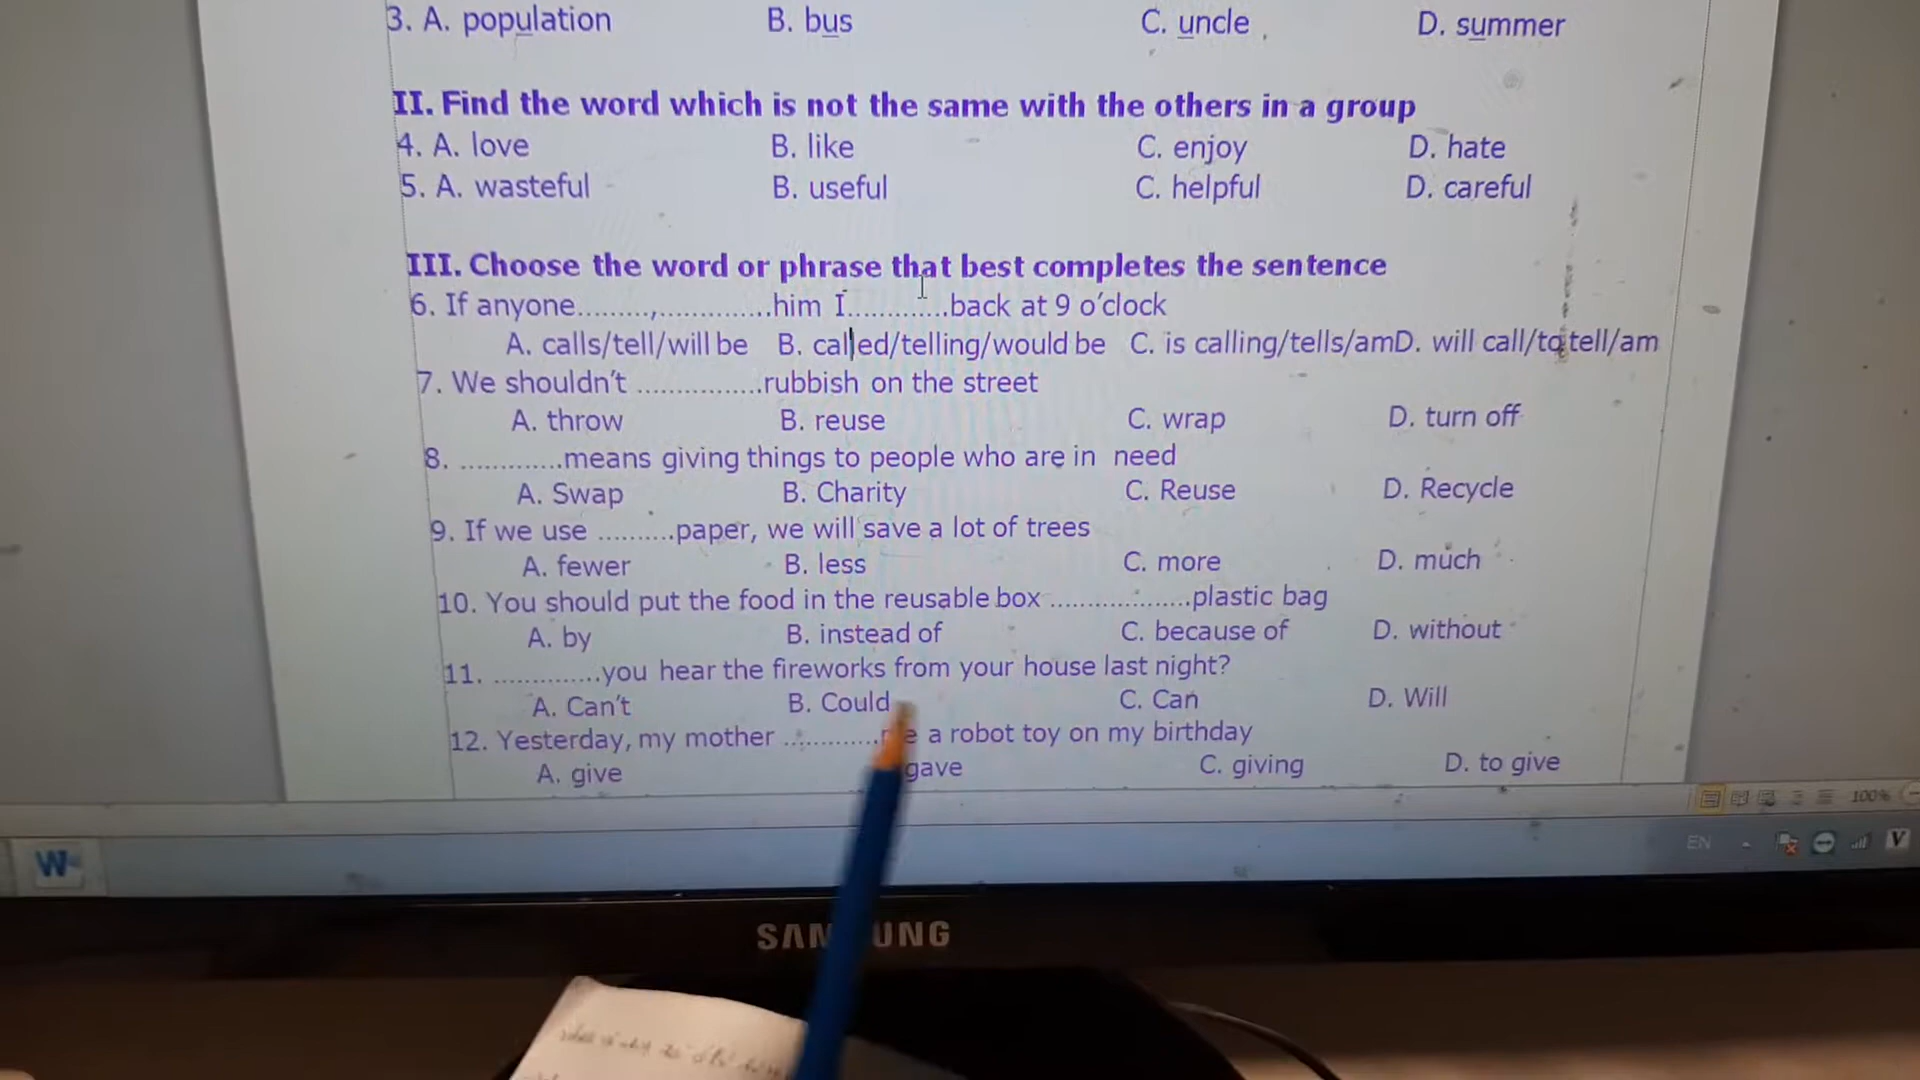 3. A. population B. bus C. uncle D. summer
II. Find the word which is not the same with the others in a group
4. A. love B. like C. enjoy D. hate
5. A. wasteful B. useful C. helpful D. careful
III. Choose the word or phrase that best completes the sentence
6. If anyone.........,..............him I............back at 9 o'clock
A. calls/tell/will be B. called/telling/would be C. is calling/tells/amD. will call/to tell/am
7. We shouldn't ...............rubbish on the street
A. throw B. reuse C. wrap D. turn off
8. .............means giving things to people who are in need
A. Swap B. Charity C. Reuse D. Recycle
9. If we use ..........paper, we will save a lot of trees
A. fewer B. less C. more D. much
10. You should put the food in the reusable box ..................plastic bag
A. by B. instead of C. because of D. without
11. .............you hear the fireworks from your house last night?
A. Can't B. Could C. Can D. Will
12. Yesterday, my mother ............me a robot toy on my birthday
A. give gave C. giving D. to give
100%
W EN V
SAMSUNG